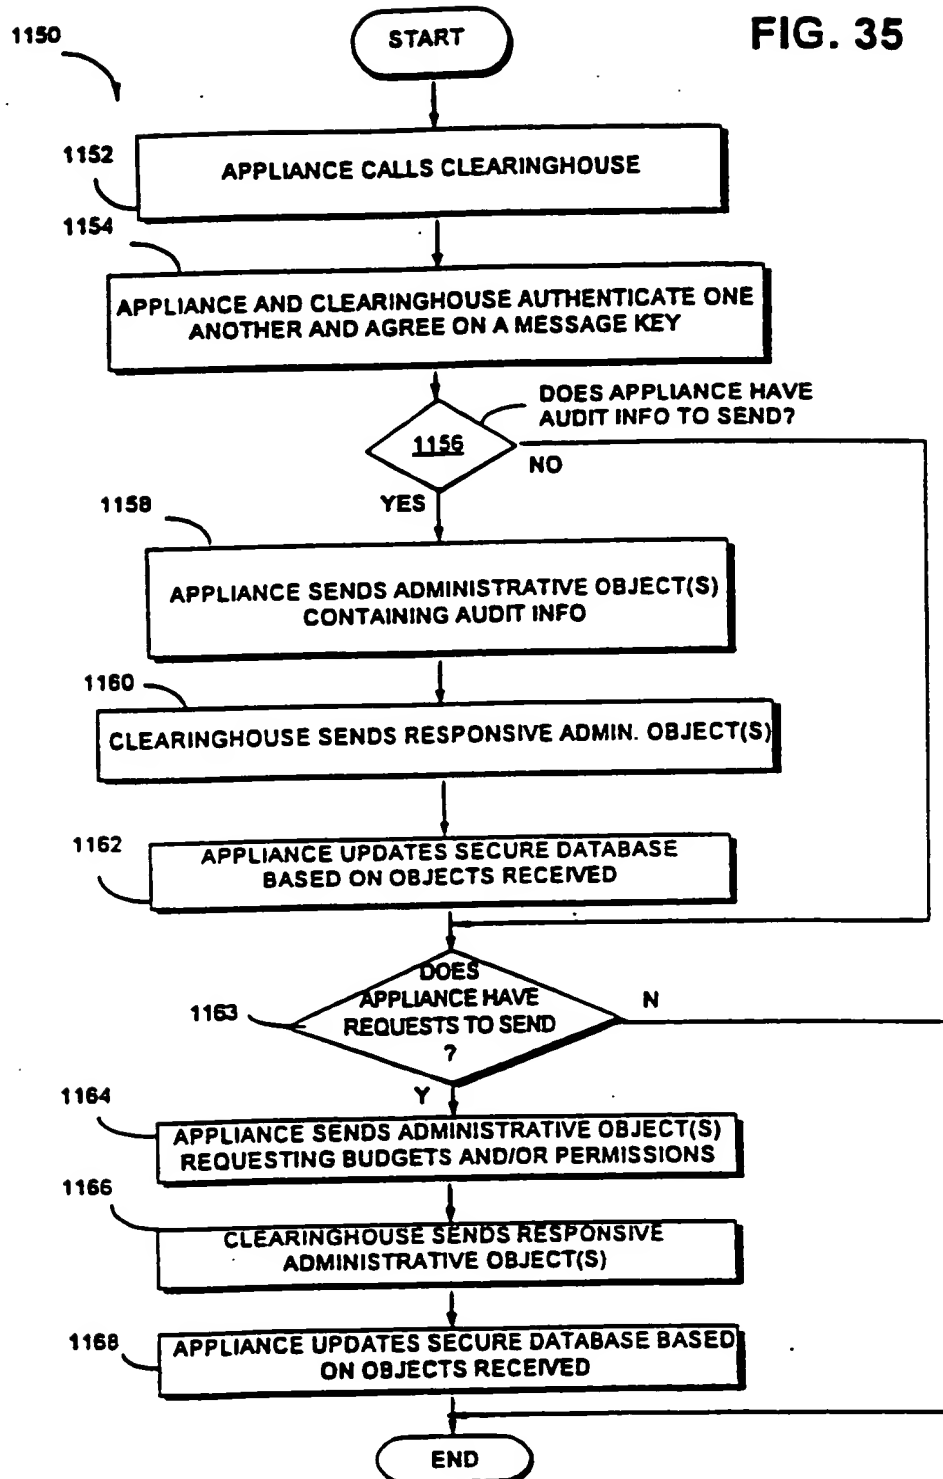 FIG. 35
1150
START
1152
APPLIANCE CALLS CLEARINGHOUSE
1154
APPLIANCE AND CLEARINGHOUSE AUTHENTICATE ONE
ANOTHER AND AGREE ON A MESSAGE KEY
DOES APPLIANCE HAVE
AUDIT INFO TO SEND?
1156
NO
YES
1158
APPLIANCE SENDS ADMINISTRATIVE OBJECT(S)
CONTAINING AUDIT INFO
1160
CLEARINGHOUSE SENDS RESPONSIVE ADMIN. OBJECT(S)
1162
APPLIANCE UPDATES SECURE DATABASE
BASED ON OBJECTS RECEIVED
1163
DOES
APPLIANCE HAVE
REQUESTS TO SEND
?
N
Y
1164
APPLIANCE SENDS ADMINISTRATIVE OBJECT(S)
REQUESTING BUDGETS AND/OR PERMISSIONS
1166
CLEARINGHOUSE SENDS RESPONSIVE
ADMINISTRATIVE OBJECT(S)
1168
APPLIANCE UPDATES SECURE DATABASE BASED
ON OBJECTS RECEIVED
END